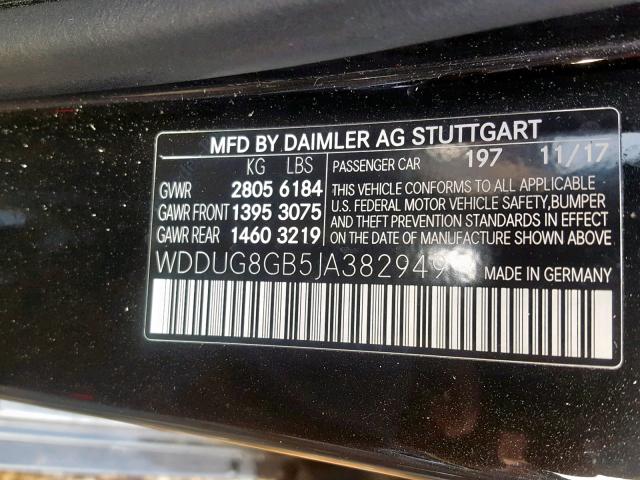 MFD BY DAIMLER AG STUTTGART
KG LBS
GVWR 2805 6184
GAWR FRONT 1395 3075
GAWR REAR 1460 3219
PASSENGER CAR 197 11/17
THIS VEHICLE CONFORMS TO ALL APPLICABLE
U.S. FEDERAL MOTOR VEHICLE SAFETY,BUMPER
AND THEFT PREVENTION STANDARDS IN EFFECT
ON THE DATE OF MANUFACTURE SHOWN ABOVE.
MADE IN GERMANY